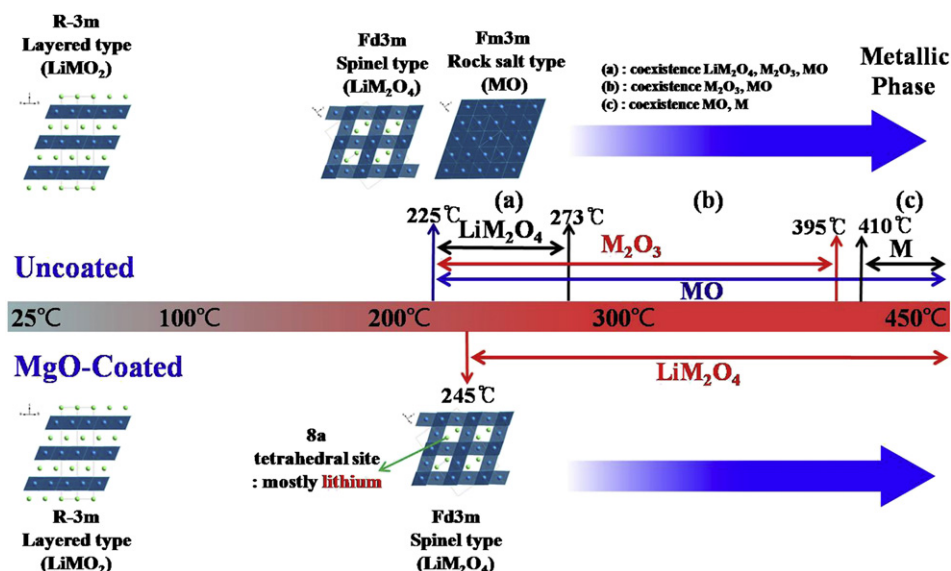 R-3m
Layered type
(LiMO₂)
Fd3m
Spinel type
(LiM₂O₄)
Fm3m
Rock salt type
(MO)
(a) : coexistence LiM₂O₄, M₂O₃, MO
(b) : coexistence M₂O₃, MO
(c) : coexistence MO, M
Metallic
Phase
(a)
(b)
(c)
225℃
LiM₂O₄
273℃
395℃
410℃
M₂O₃
M
MO
Uncoated
25℃
100℃
200℃
300℃
450℃
MgO-Coated
LiM₂O₄
245℃
8a
tetrahedral site
: mostly lithium
R-3m
Layered type
(LiMO₂)
Fd3m
Spinel type
(LiM₂O₄)